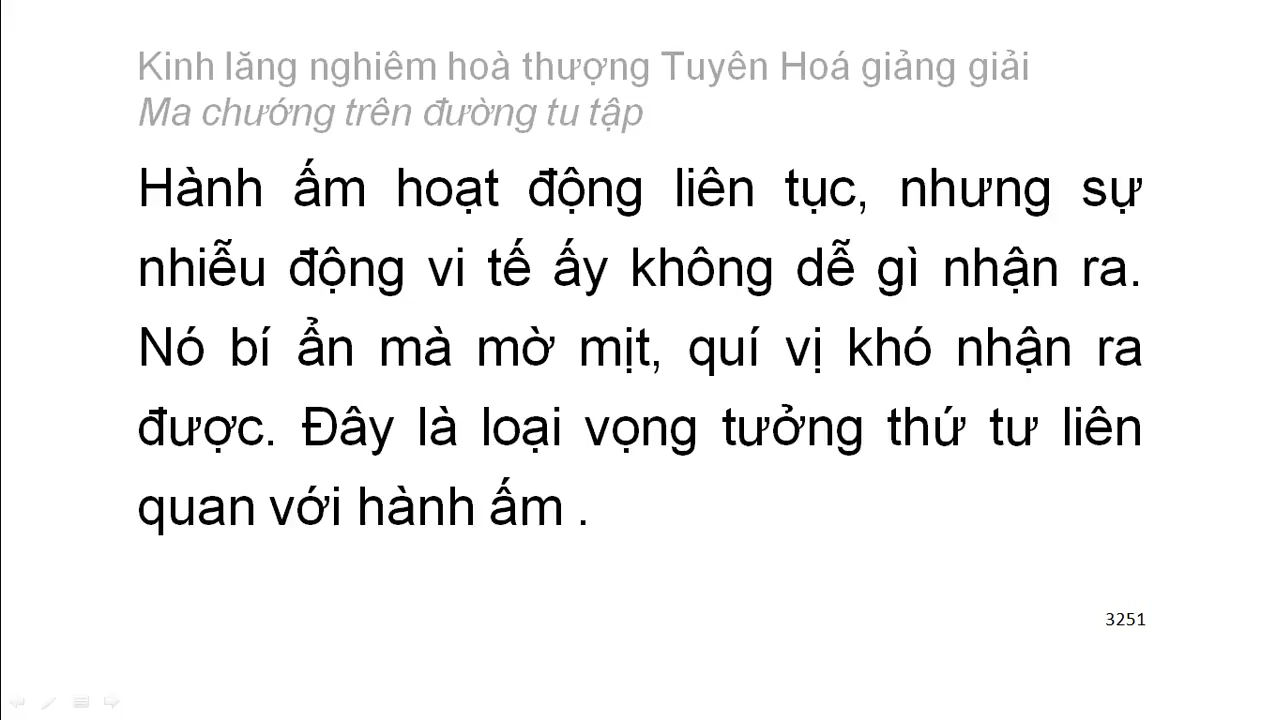 Kinh lăng nghiêm hoà thượng Tuyên Hoá giảng giải
Ma chướng trên đường tu tập
Hành ấm hoạt động liên tục, nhưng sự
nhiễu động vi tế ấy không dễ gì nhận ra.
Nó bí ẩn mà mờ mịt, quí vị khó nhận ra
được. Đây là loại vọng tưởng thứ tư liên
quan với hành ấm .
3251